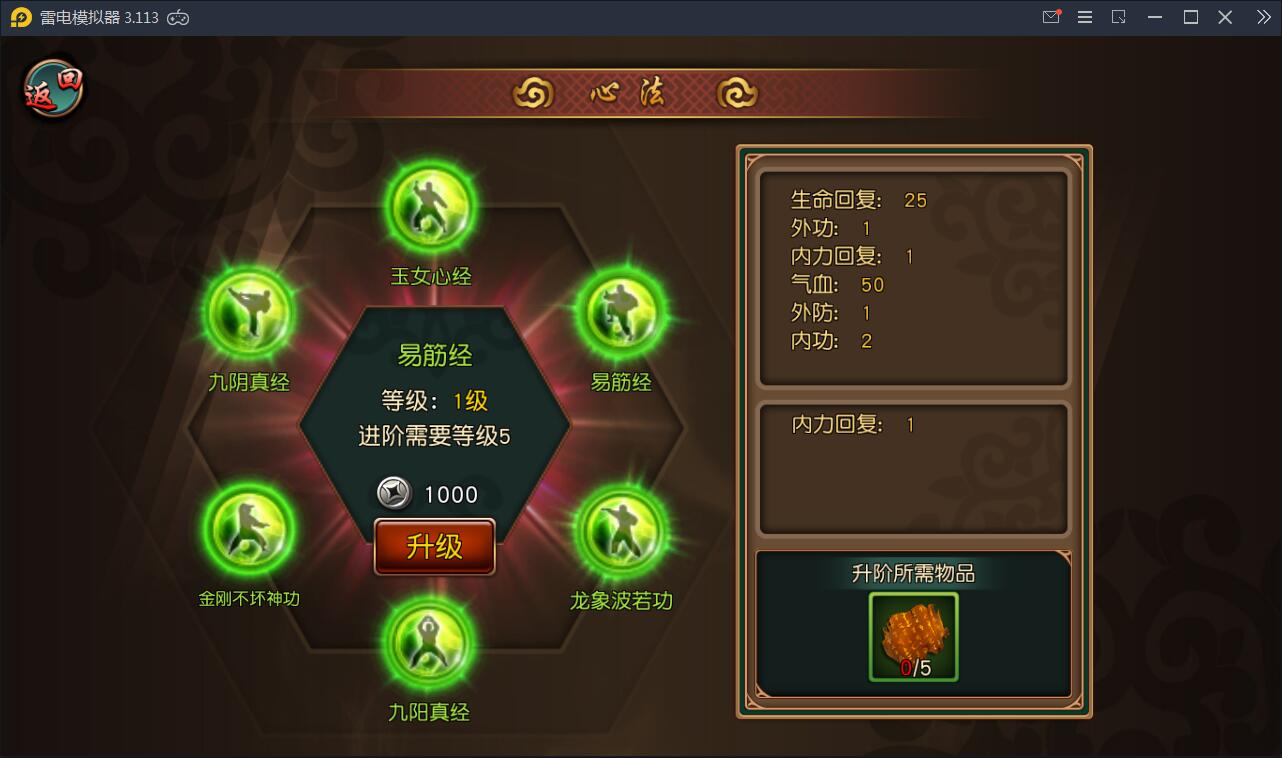 雷电模拟器 3.113
返回
心法
玉女心经
九阴真经
易筋经
金刚不坏神功
龙象波若功
九阳真经
易筋经
等级：1级
进阶需要等级5
1000
升级
生命回复: 25
外功: 1
内力回复: 1
气血: 50
外防: 1
内功: 2
内力回复: 1
升阶所需物品
0/5